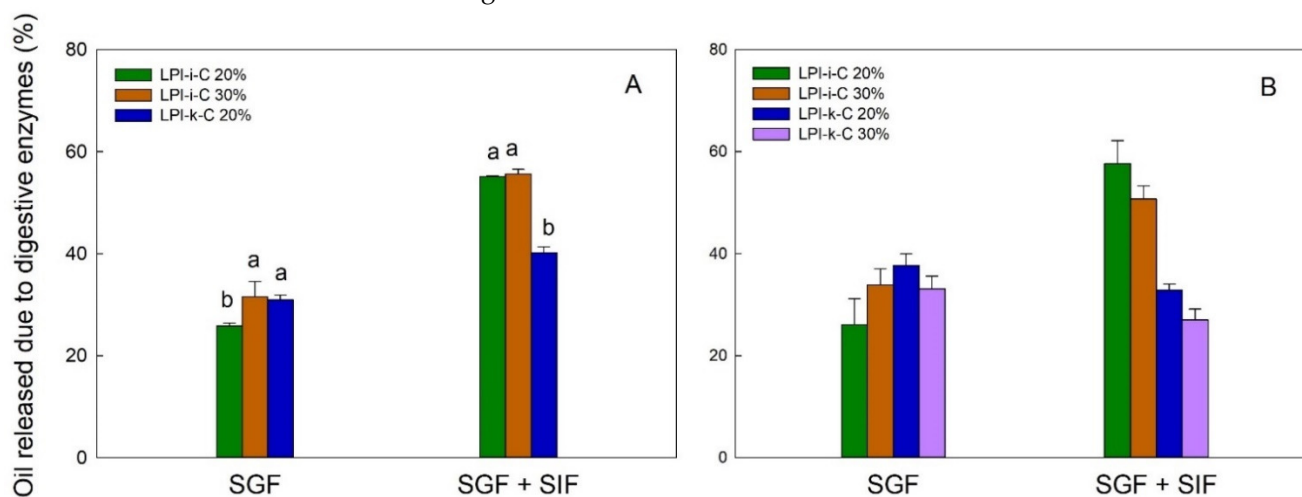 Oil released due to digestive enzymes (%)
80
60
40
20
0
LPI-i-C 20%
LPI-i-C 30%
LPI-k-C 20%
A
b
a
a
a
a
b
SGF
SGF + SIF
80
60
40
20
0
LPI-i-C 20%
LPI-i-C 30%
LPI-k-C 20%
LPI-k-C 30%
B
SGF
SGF + SIF